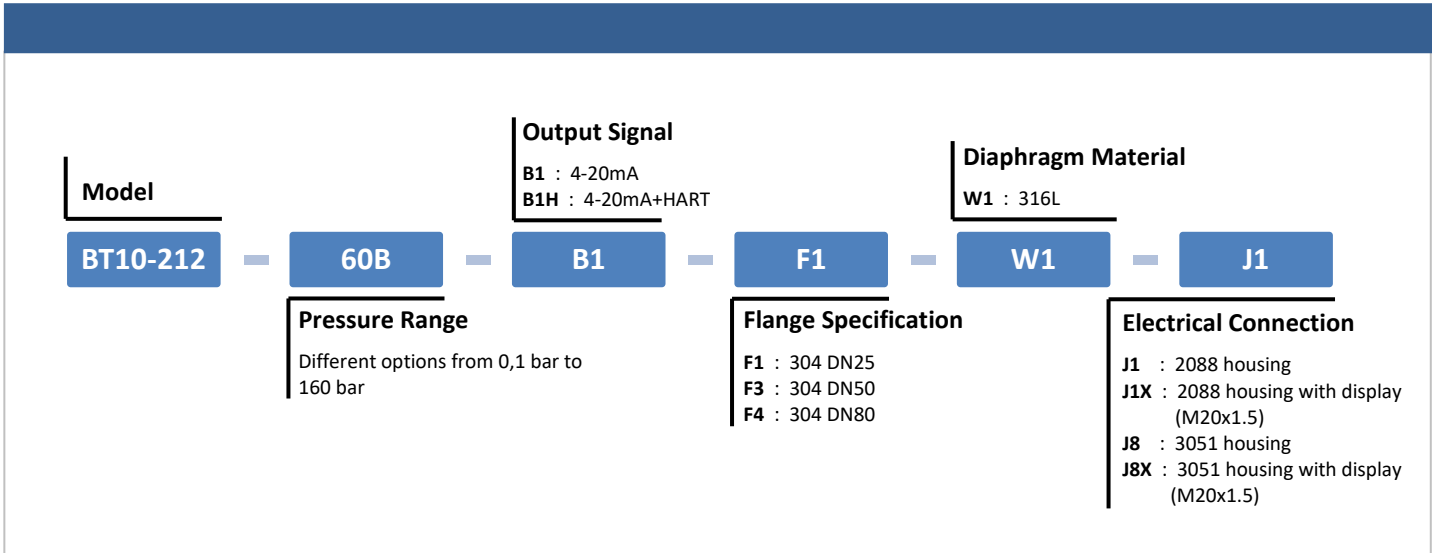 Model
BT10-212
60B
Pressure Range
Different options from 0,1 bar to
160 bar
Output Signal
B1 : 4-20mA
B1H : 4-20mA+HART
B1
F1
Flange Specification
F1 : 304 DN25
F3 : 304 DN50
F4 : 304 DN80
Diaphragm Material
W1 : 316L
W1
J1
Electrical Connection
J1 : 2088 housing
J1X : 2088 housing with display
(M20x1.5)
J8 : 3051 housing
J8X : 3051 housing with display
(M20x1.5)